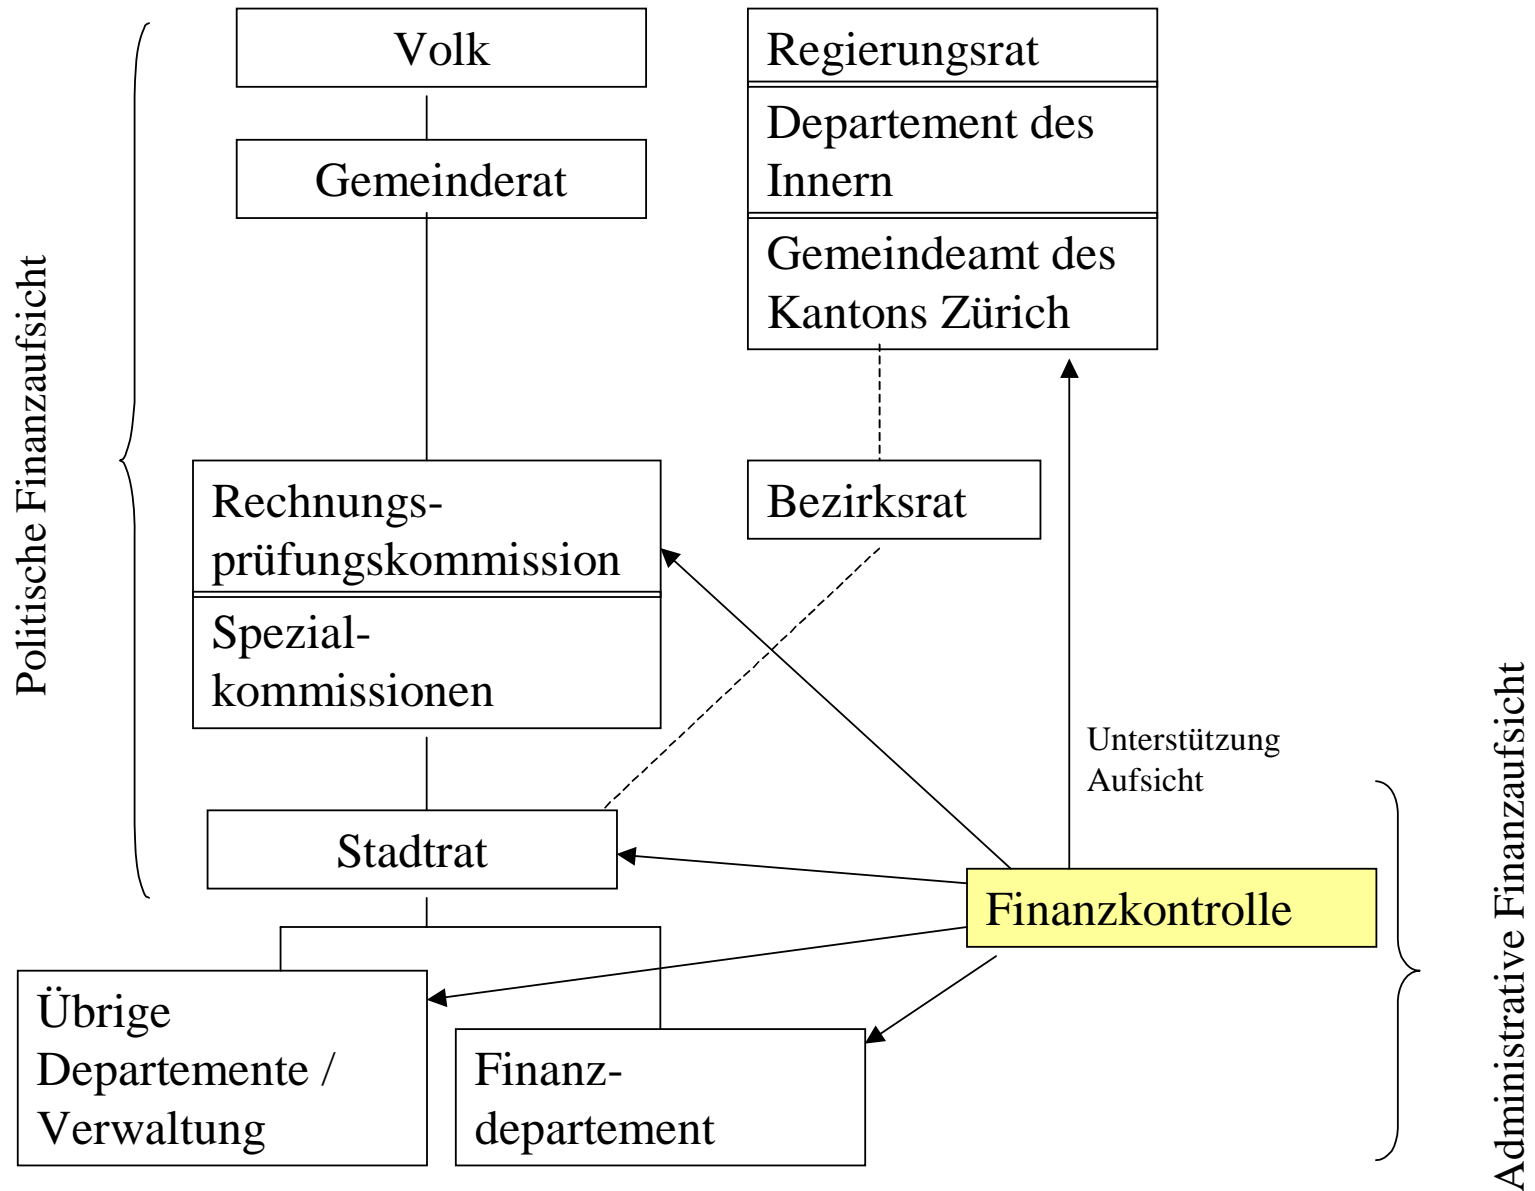 Volk
Gemeinderat
Regierungsrat
Departement des
Innern
Gemeindeamt des
Kantons Zürich
Politische Finanzaufsicht
Rechnungs-
prüfungskommission
Spezial-
kommissionen
Bezirksrat
Unterstützung
Aufsicht
Stadtrat
Finanzkontrolle
Administrative Finanzaufsicht
Übrige
Departemente /
Verwaltung
Finanz-
departement